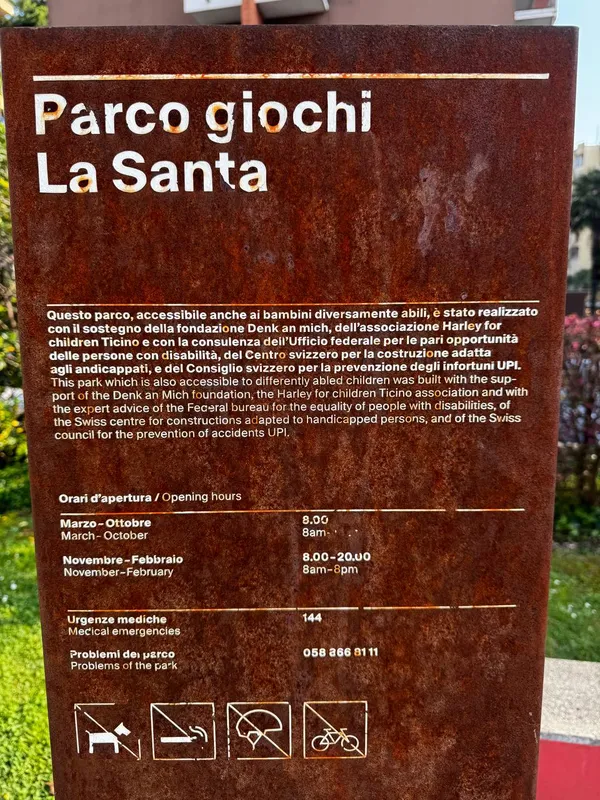 Parco giochi
La Santa
Questo parco, accessibile anche ai bambini diversamente abili, è stato realizzato
con il sostegno della fondazione Denk an mich, dell'associazione Harley for
children Ticino e con la consulenza dell'Ufficio federale per le pari opportunità
delle persone con disabilità, del Centro svizzero per la costruzione adatta
agli andicappati, e del Consiglio svizzero per la prevenzione degli infortuni UPI.
This park which is also accessible to differently abled children was built with the sup-
port of the Denk an Mich foundation, the Harley for children Ticino association and with
the expert advice of the Federal bureau for the equality of people with disabilities, of
the Swiss centre for constructions adapted to handicapped persons, and of the Swiss
council for the prevention of accidents UPI.
Orari d'apertura / Opening hours
Marzo-Ottobre 8.00
March-October 8am
Novembre-Febbraio 8.00-20.00
November-February 8am-8pm
Urgenze mediche 144
Medical emergencies
Problemi del parco 058 866 81 11
Problems of the park